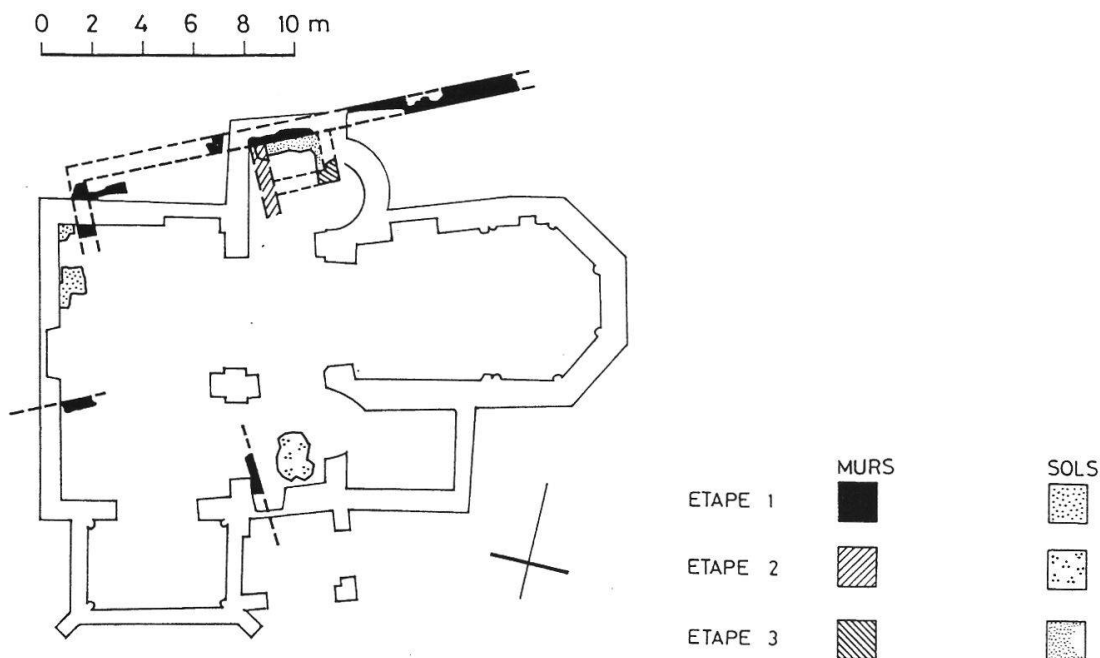 0 2 4 6 8 10 m
MURS SOLS
ETAPE 1
ETAPE 2
ETAPE 3